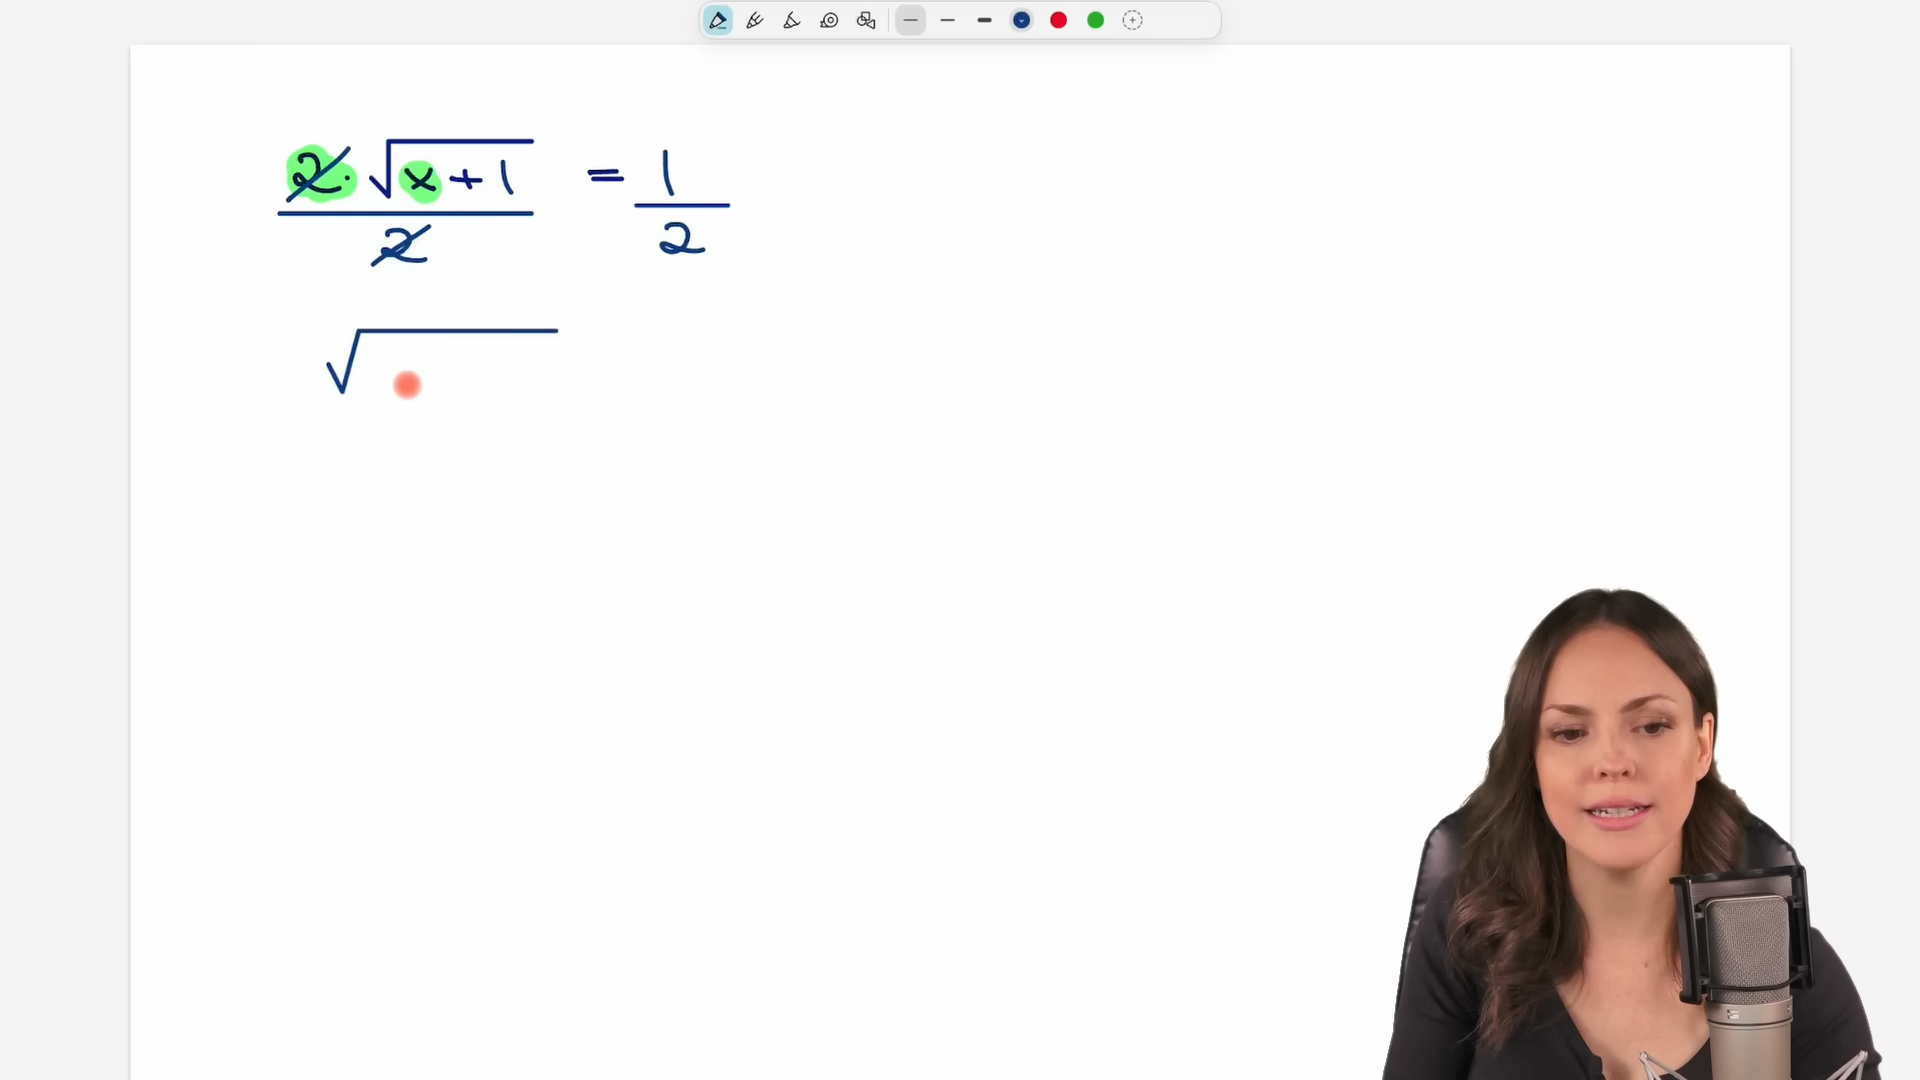 2·√x+1 = 1
2 2
√